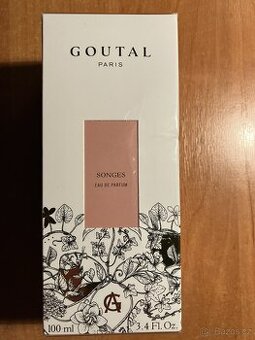 GOUTAL
PARIS
SONGES
EAU DE PARFUM
100 ml 3.4 Fl. Oz.